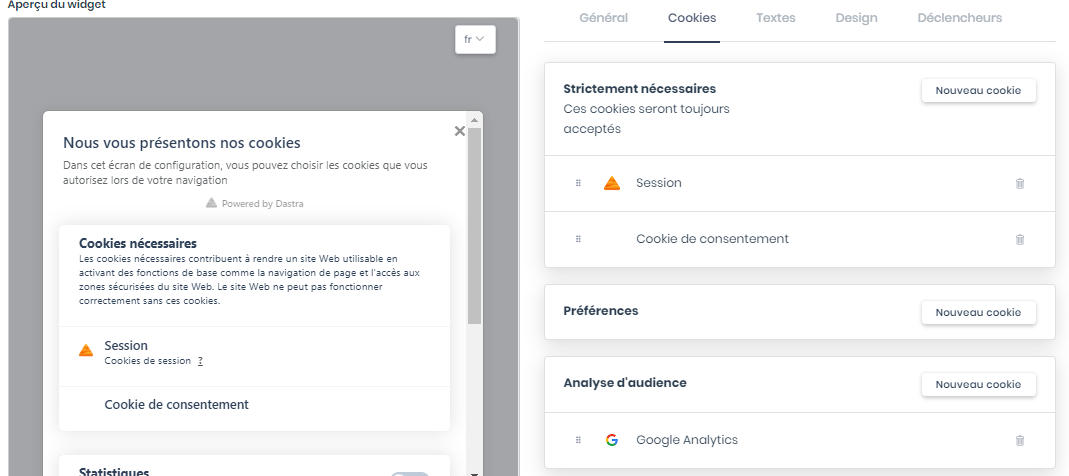 Aperçu du widget
fr
Nous vous présentons nos cookies
Dans cet écran de configuration, vous pouvez choisir les cookies que vous
autorisez lors de votre navigation
Powered by Dastra
Cookies nécessaires
Les cookies nécessaires contribuent à rendre un site Web utilisable en
activant des fonctions de base comme la navigation de page et l'accès aux
zones sécurisées du site Web. Le site Web ne peut pas fonctionner
correctement sans ces cookies.
Session
Cookies de session ?
Cookie de consentement
Statistiques
Général Cookies Textes Design Déclencheurs
Strictement nécessaires Nouveau cookie
Ces cookies seront toujours
acceptés
Session
Cookie de consentement
Préférences Nouveau cookie
Analyse d'audience Nouveau cookie
Google Analytics